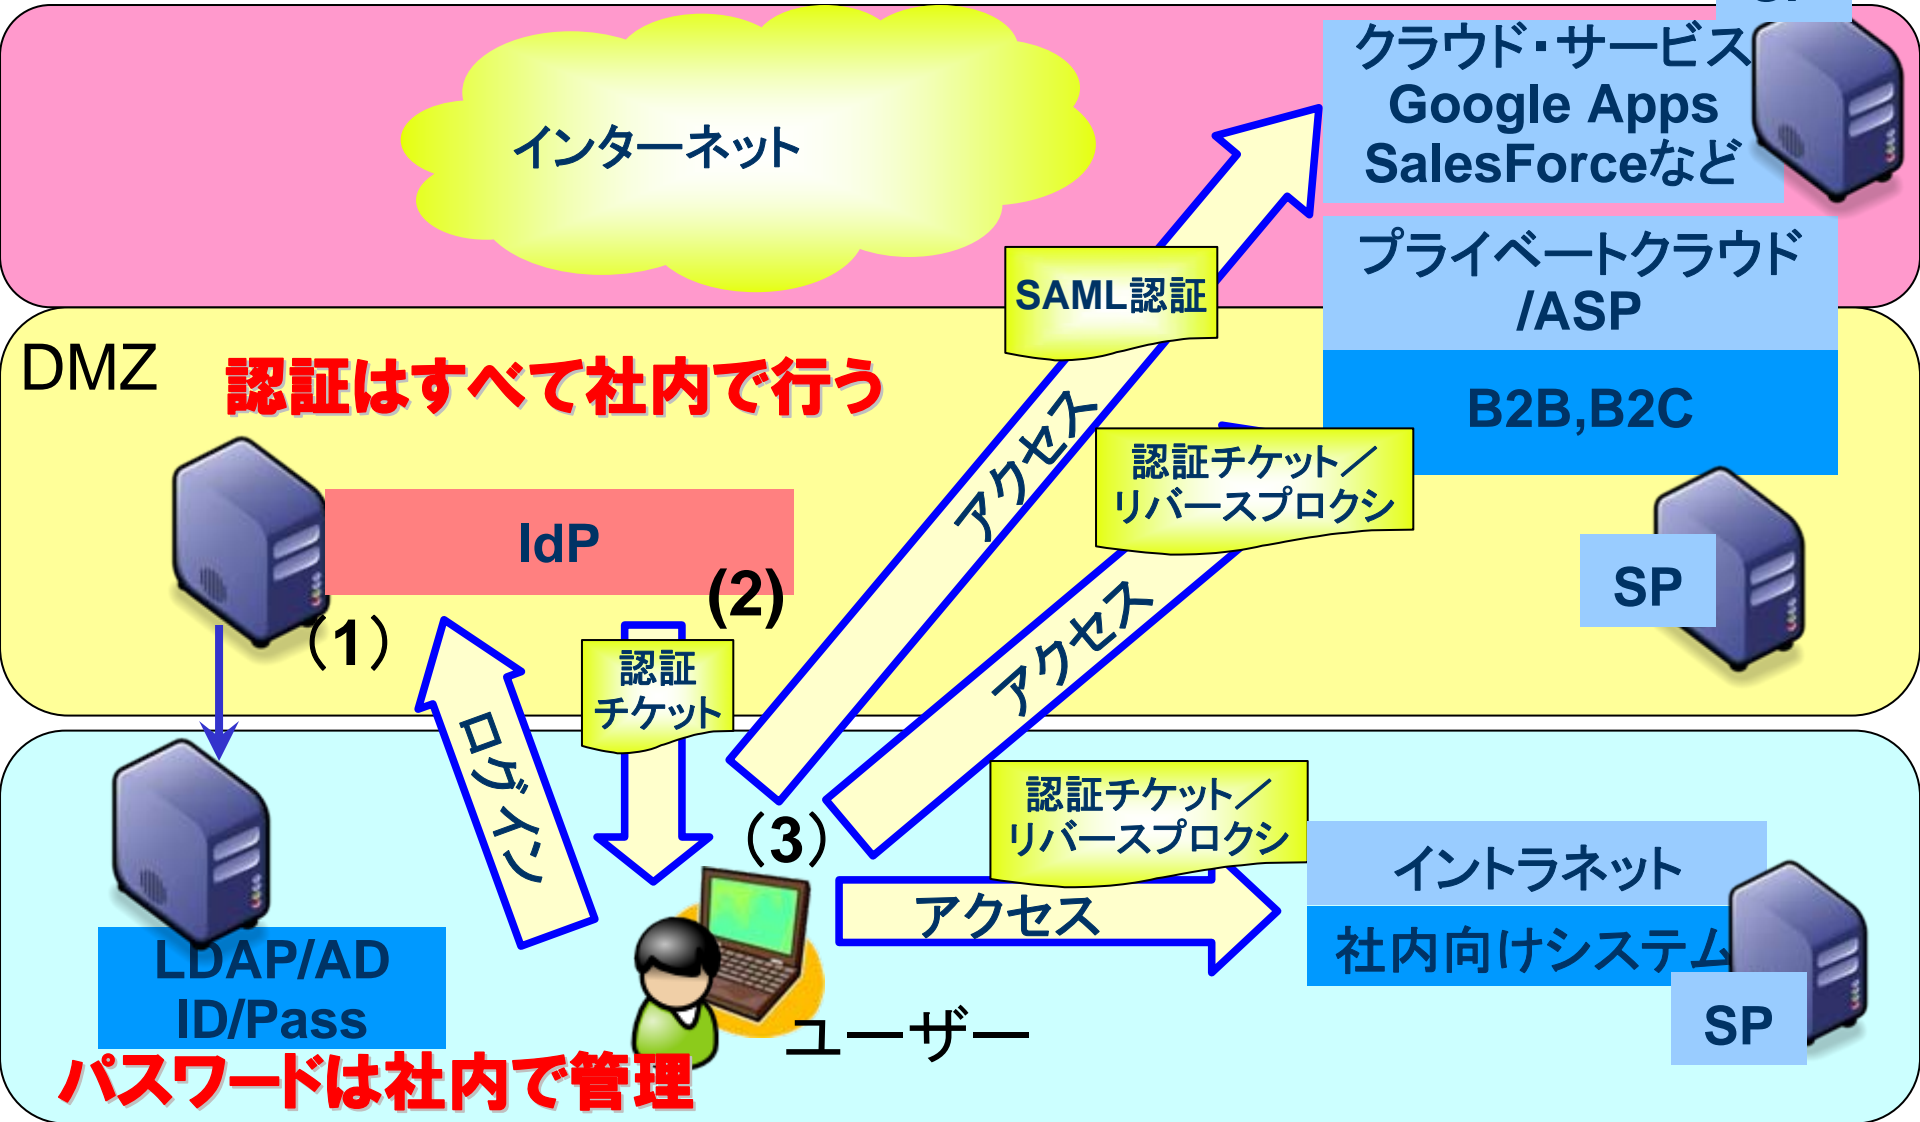 クラウド・サービス
Google Apps
SalesForceなど
インターネット
プライベートクラウド
/ASP
SAML認証
DMZ
認証はすべて社内で行う
B2B,B2C
アクセス
認証チケット／
リバースプロクシ
IdP
SP
(2)
（1）
アクセス
認証
チケット
ログイン
認証チケット／
リバースプロクシ
（3）
イントラネット
アクセス
社内向けシステム
LDAP/AD
ID/Pass
SP
ユーザー
パスワードは社内で管理